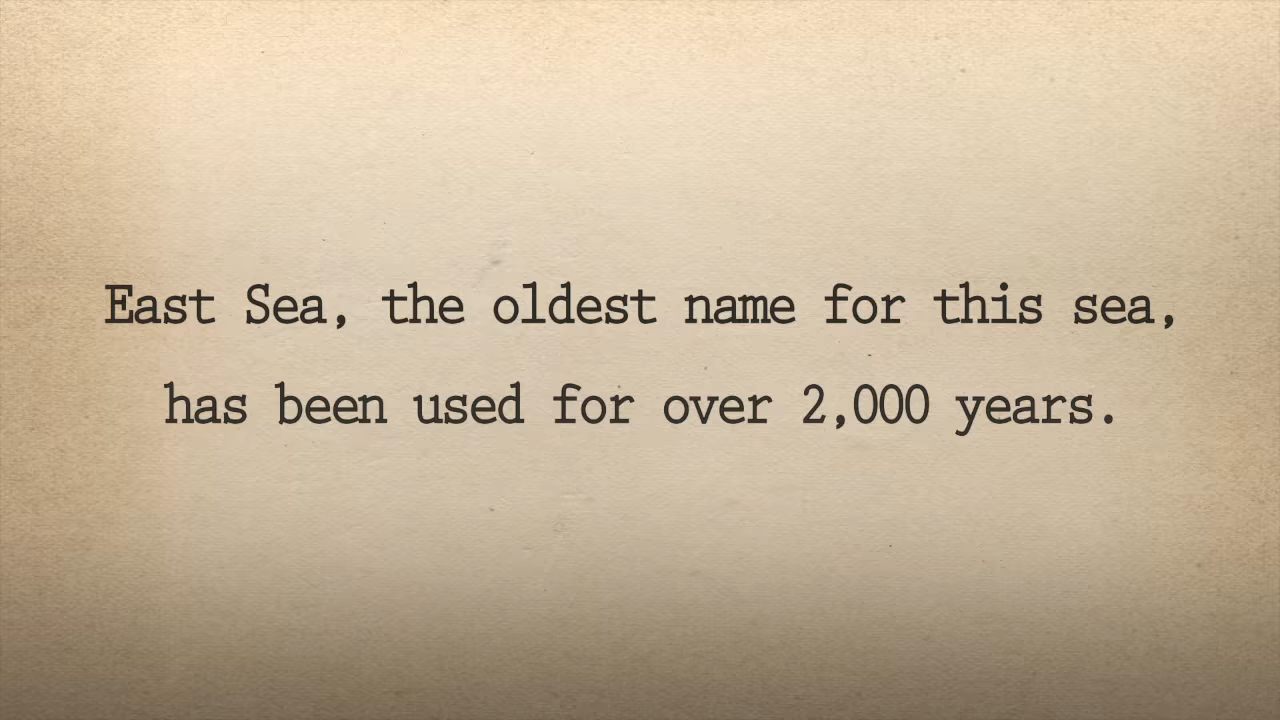 East Sea, the oldest name for this sea,
has been used for over 2,000 years.